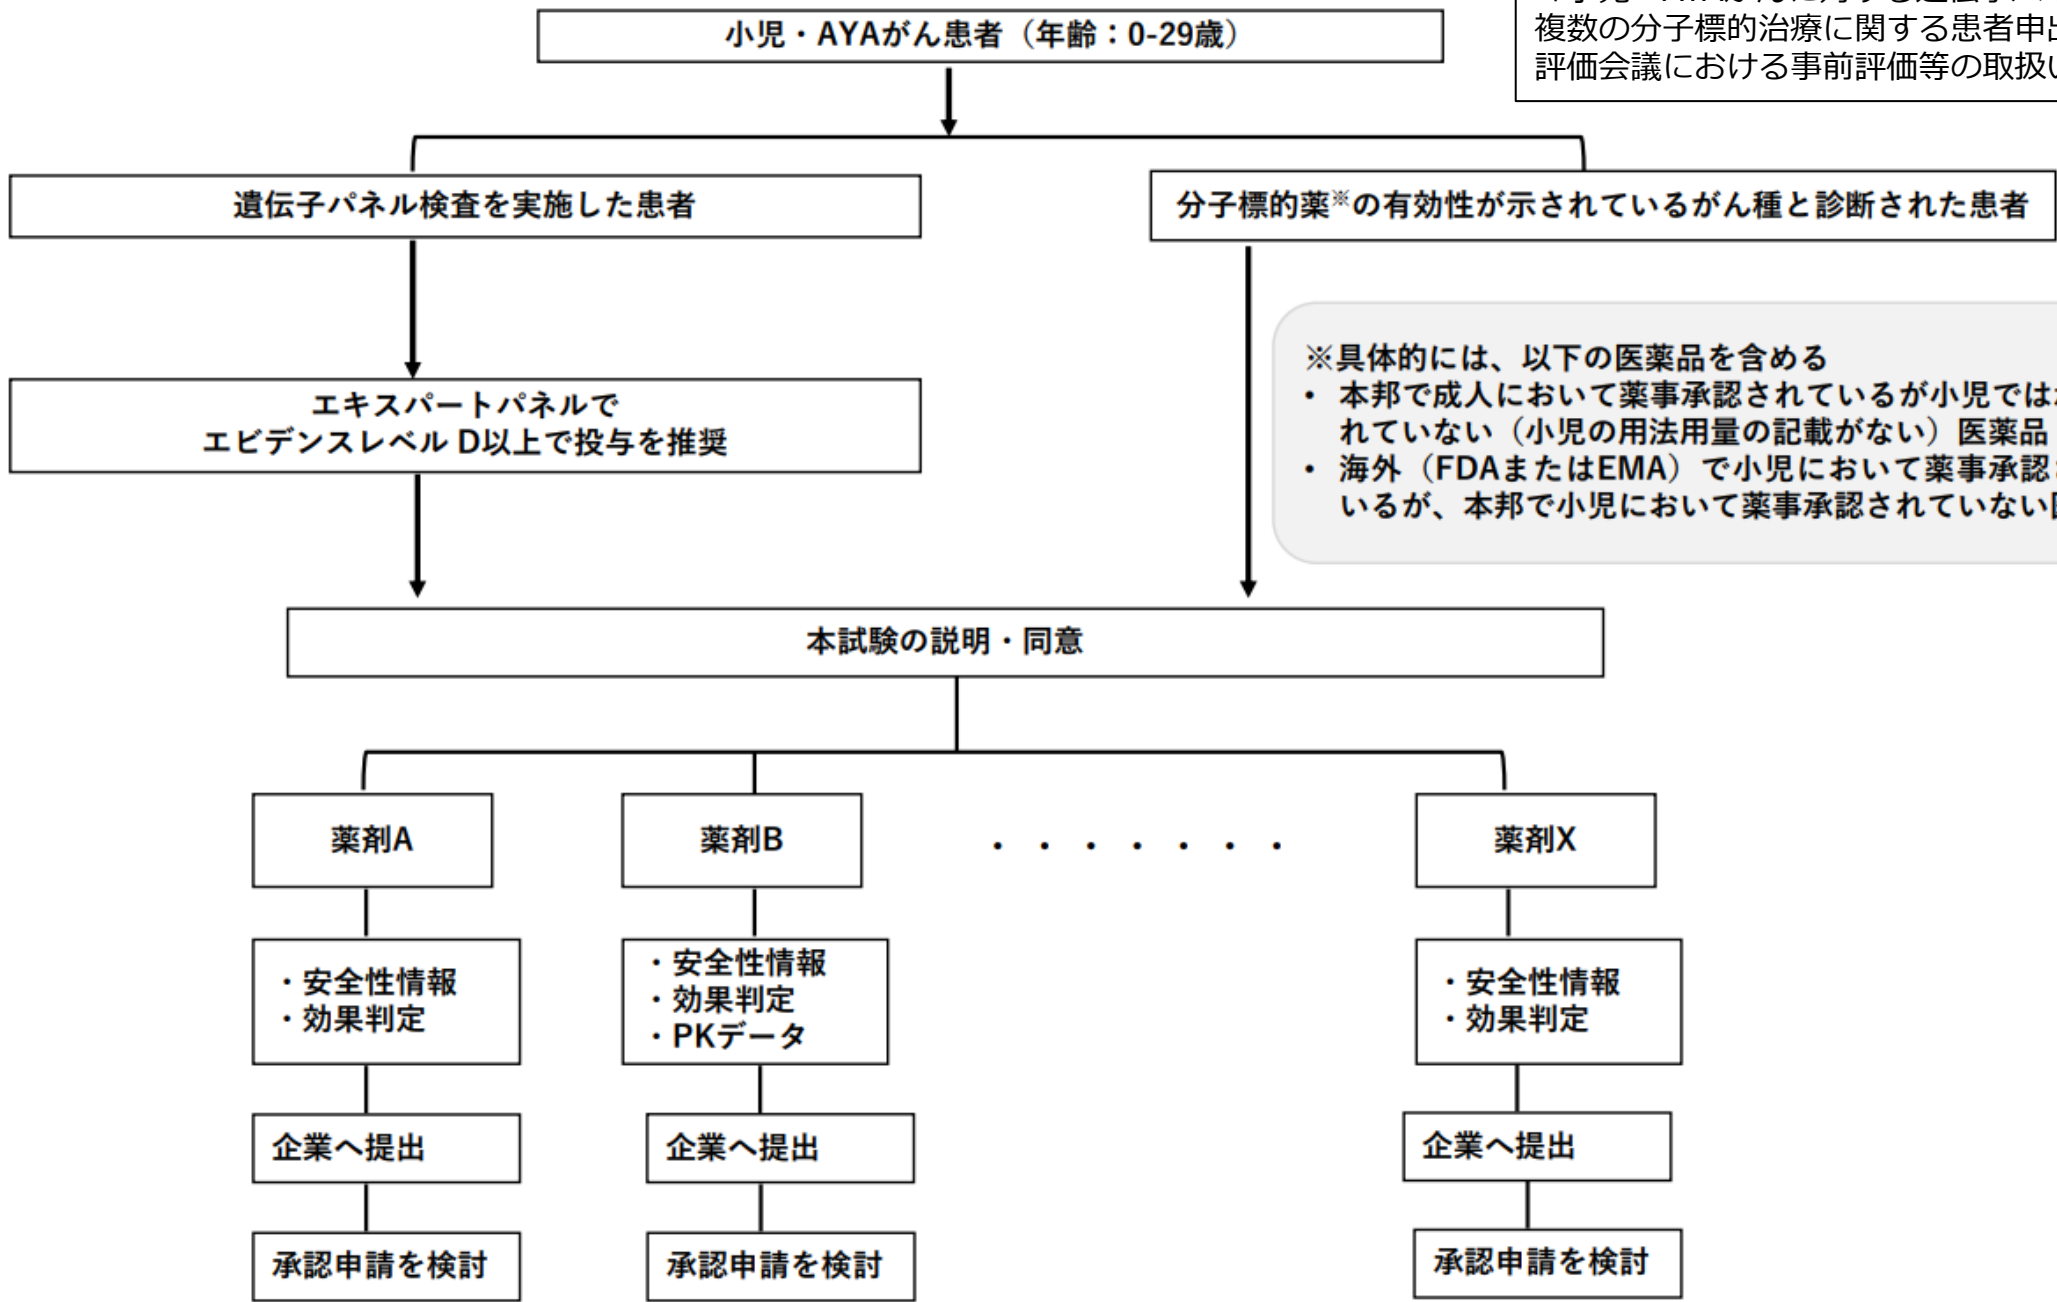 小児・AYAがん患者（年齢：0-29歳）
複数の分子標的治療に関する患者申出
評価会議における事前評価等の取扱い
遺伝子パネル検査を実施した患者
分子標的薬※の有効性が示されているがん種と診断された患者
※具体的には、以下の医薬品を含める
• 本邦で成人において薬事承認されているが小児では
れていない（小児の用法用量の記載がない）医薬品
• 海外（FDAまたはEMA）で小児において薬事承認
いるが、本邦で小児において薬事承認されていない
エキスパートパネルで
エビデンスレベル D以上で投与を推奨
本試験の説明・同意
薬剤A
薬剤B
・・・・・・・
薬剤X
・安全性情報
・効果判定
・安全性情報
・効果判定
・PKデータ
・安全性情報
・効果判定
企業へ提出
企業へ提出
企業へ提出
承認申請を検討
承認申請を検討
承認申請を検討